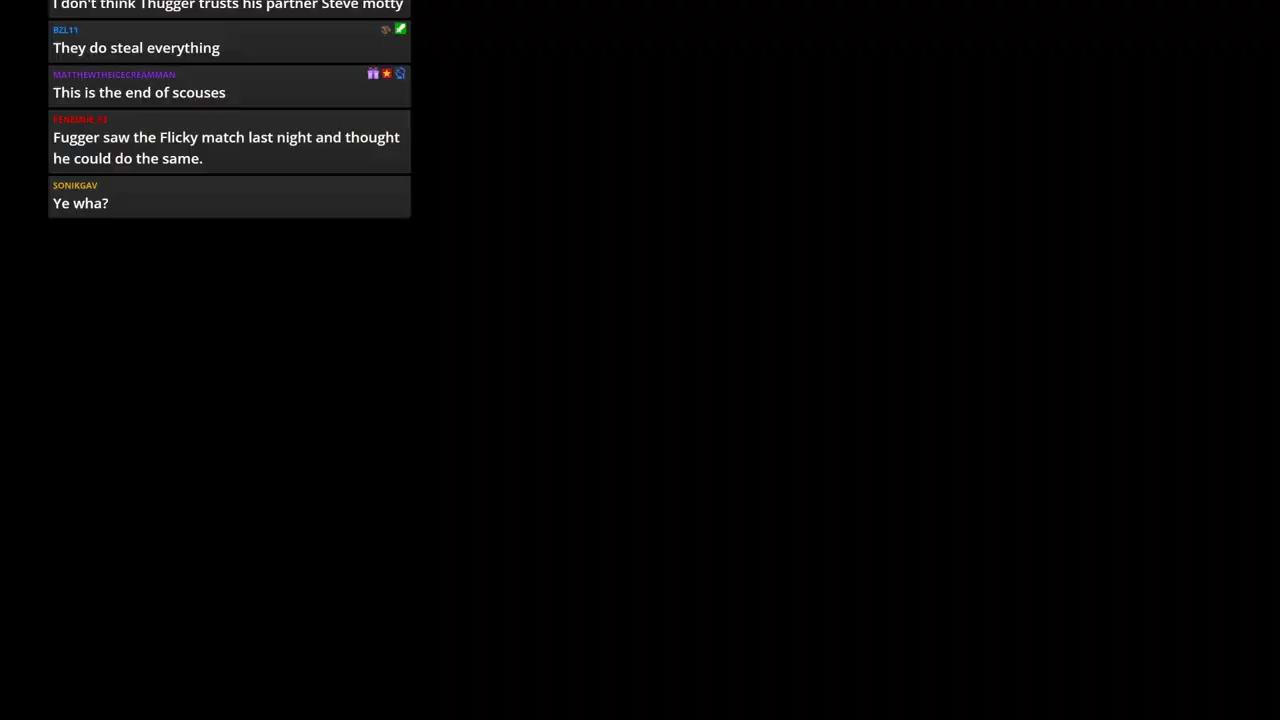 I don't think Thugger trusts his partner Steve motty
BZL11
They do steal everything
MATTHEWTHEICECREAMMAN
This is the end of scouses
Fugger saw the Flicky match last night and thought
he could do the same.
SONIKGAV
Ye wha?